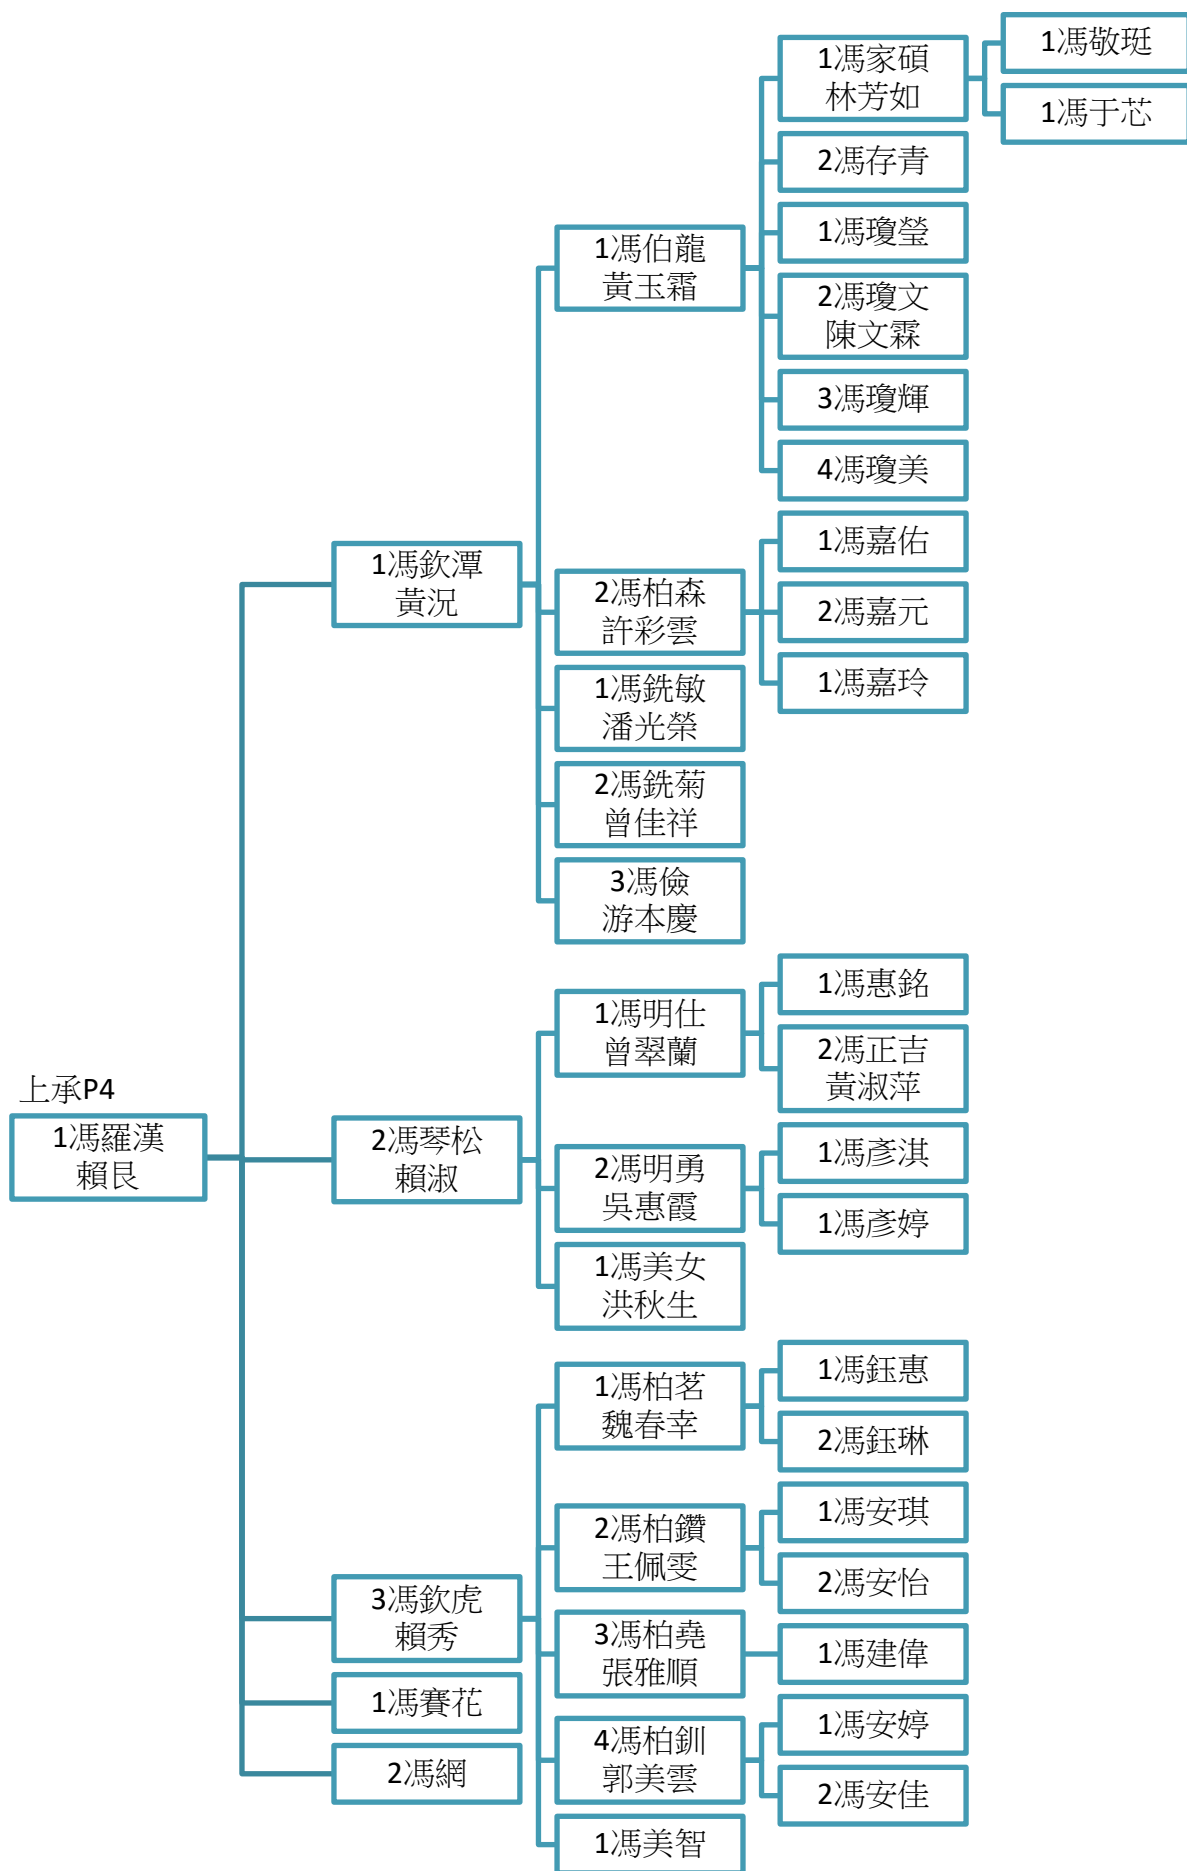 上承P4
1馮羅漢
賴艮
1馮欽潭
黃況
1馮伯龍
黃玉霜
1馮家碩
林芳如
1馮敬珽
1馮于芯
2馮存青
1馮瓊瑩
2馮瓊文
陳文霖
3馮瓊輝
4馮瓊美
2馮柏森
許彩雲
1馮嘉佑
2馮嘉元
1馮嘉玲
1馮銑敏
潘光榮
2馮銑菊
曾佳祥
3馮儉
游本慶
2馮琴松
賴淑
1馮明仕
曾翠蘭
1馮惠銘
2馮正吉
黃淑萍
2馮明勇
吳惠霞
1馮彥淇
1馮彥婷
1馮美女
洪秋生
3馮欽虎
賴秀
1馮柏茗
魏春幸
1馮鈺惠
2馮鈺琳
2馮柏鑽
王佩雯
1馮安琪
2馮安怡
3馮柏堯
張雅順
1馮建偉
4馮柏釧
郭美雲
1馮安婷
2馮安佳
1馮美智
1馮賽花
2馮網